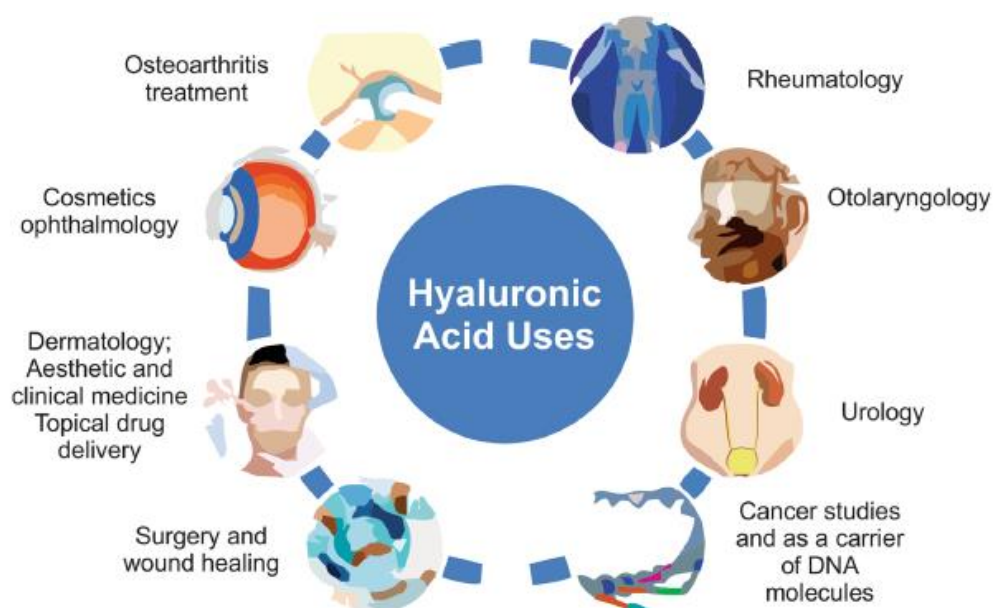 Osteoarthritis
treatment
Rheumatology
Cosmetics
ophthalmology
Otolaryngology
Hyaluronic
Acid Uses
Dermatology;
Aesthetic and
clinical medicine
Topical drug
delivery
Urology
Surgery and
wound healing
Cancer studies
and as a carrier
of DNA
molecules